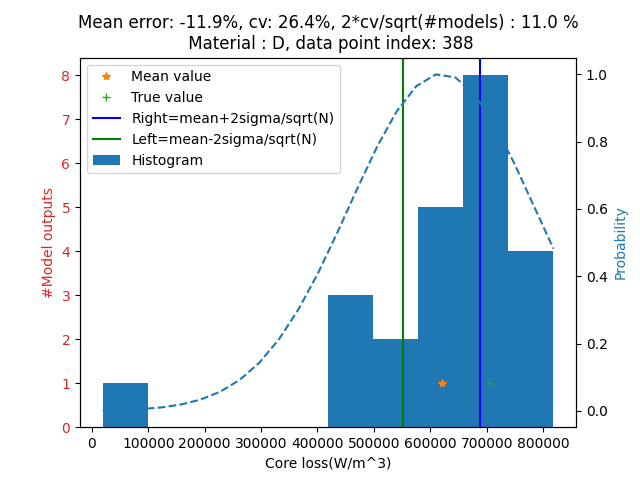 Mean error: -11.9%, cv: 26.4%, 2*cv/sqrt(#models) : 11.0 %
Material : D, data point index: 388
Mean value
True value
Right=mean+2sigma/sqrt(N)
Left=mean-2sigma/sqrt(N)
Histogram
#Model outputs
8
7
6
5
4
3
2
1
0
1.0
0.8
0.6
0.4
0.2
0.0
Probability
0 100000 200000 300000 400000 500000 600000 700000 800000
Core loss(W/m^3)